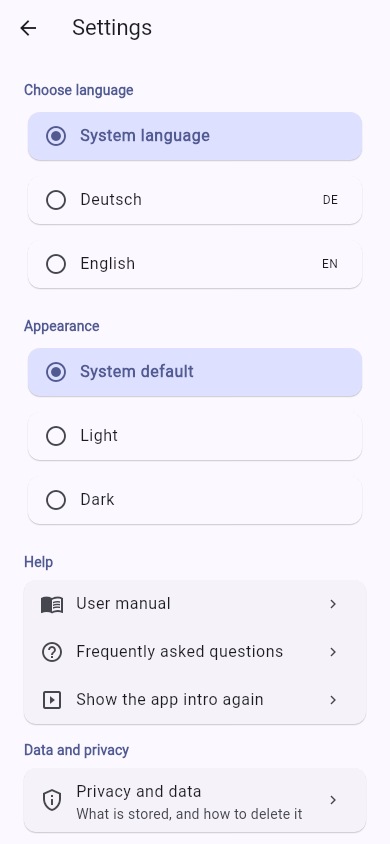 Settings
Choose language
System language
Deutsch DE
English EN
Appearance
System default
Light
Dark
Help
User manual
Frequently asked questions
Show the app intro again
Data and privacy
Privacy and data
What is stored, and how to delete it